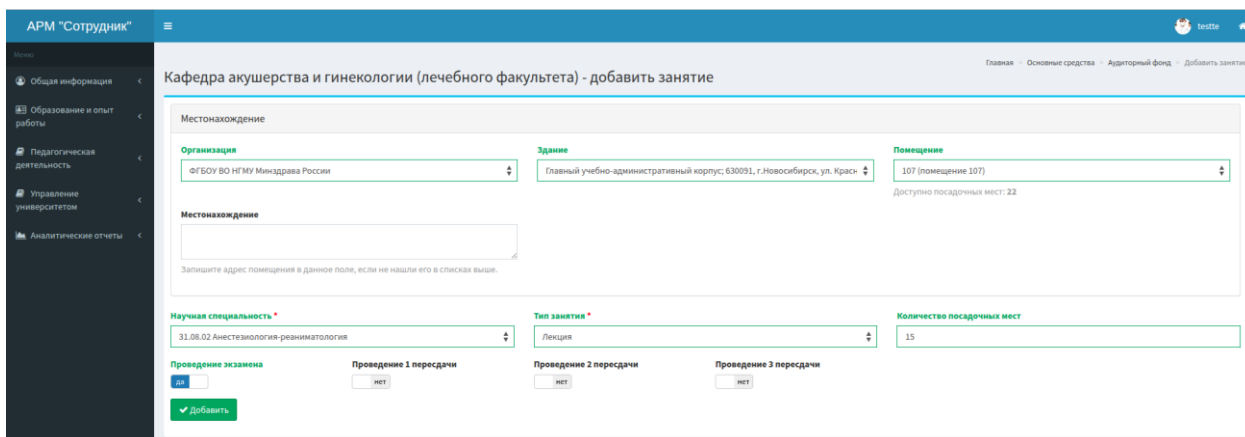 АРМ "Сотрудник"
testte
Меню
Общая информация
Образование и опыт
работы
Педагогическая
деятельность
Управление
университетом
Аналитические отчеты
Главная > Основные средства > Аудиторный фонд > Добавить занятие
Кафедра акушерства и гинекологии (лечебного факультета) - добавить занятие
Местонахождение
Организация
ФГБОУ ВО НГМУ Минздрава России
Здание
Главный учебно-административный корпус; 630091, г.Новосибирск, ул. Красн
Помещение
107 (помещение 107)
Доступно посадочных мест: 22
Местонахождение
Запишите адрес помещения в данное поле, если не нашли его в списках выше.
Научная специальность *
31.08.02 Анестезиология-реаниматология
Тип занятия *
Лекция
Количество посадочных мест
15
Проведение экзамена
да
Проведение 1 пересдачи
нет
Проведение 2 пересдачи
нет
Проведение 3 пересдачи
нет
Добавить